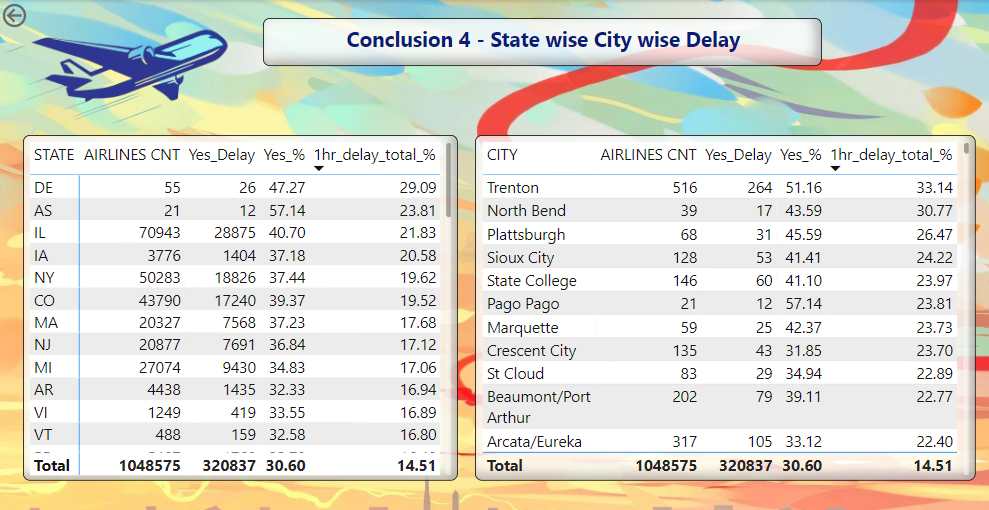 Conclusion 4 - State wise City wise Delay
STATE AIRLINES CNT Yes_Delay Yes_% 1hr_delay_total_%
DE 55 26 47.27 29.09
AS 21 12 57.14 23.81
IL 70943 28875 40.70 21.83
IA 3776 1404 37.18 20.58
NY 50283 18826 37.44 19.62
CO 43790 17240 39.37 19.52
MA 20327 7568 37.23 17.68
NJ 20877 7691 36.84 17.12
MI 27074 9430 34.83 17.06
AR 4438 1435 32.33 16.94
VI 1249 419 33.55 16.89
VT 488 159 32.58 16.80
Total 1048575 320837 30.60 14.51
CITY AIRLINES CNT Yes_Delay Yes_% 1hr_delay_total_%
Trenton 516 264 51.16 33.14
North Bend 39 17 43.59 30.77
Plattsburgh 68 31 45.59 26.47
Sioux City 128 53 41.41 24.22
State College 146 60 41.10 23.97
Pago Pago 21 12 57.14 23.81
Marquette 59 25 42.37 23.73
Crescent City 135 43 31.85 23.70
St Cloud 83 29 34.94 22.89
Beaumont/Port 202 79 39.11 22.77
Arthur
Arcata/Eureka 317 105 33.12 22.40
Total 1048575 320837 30.60 14.51